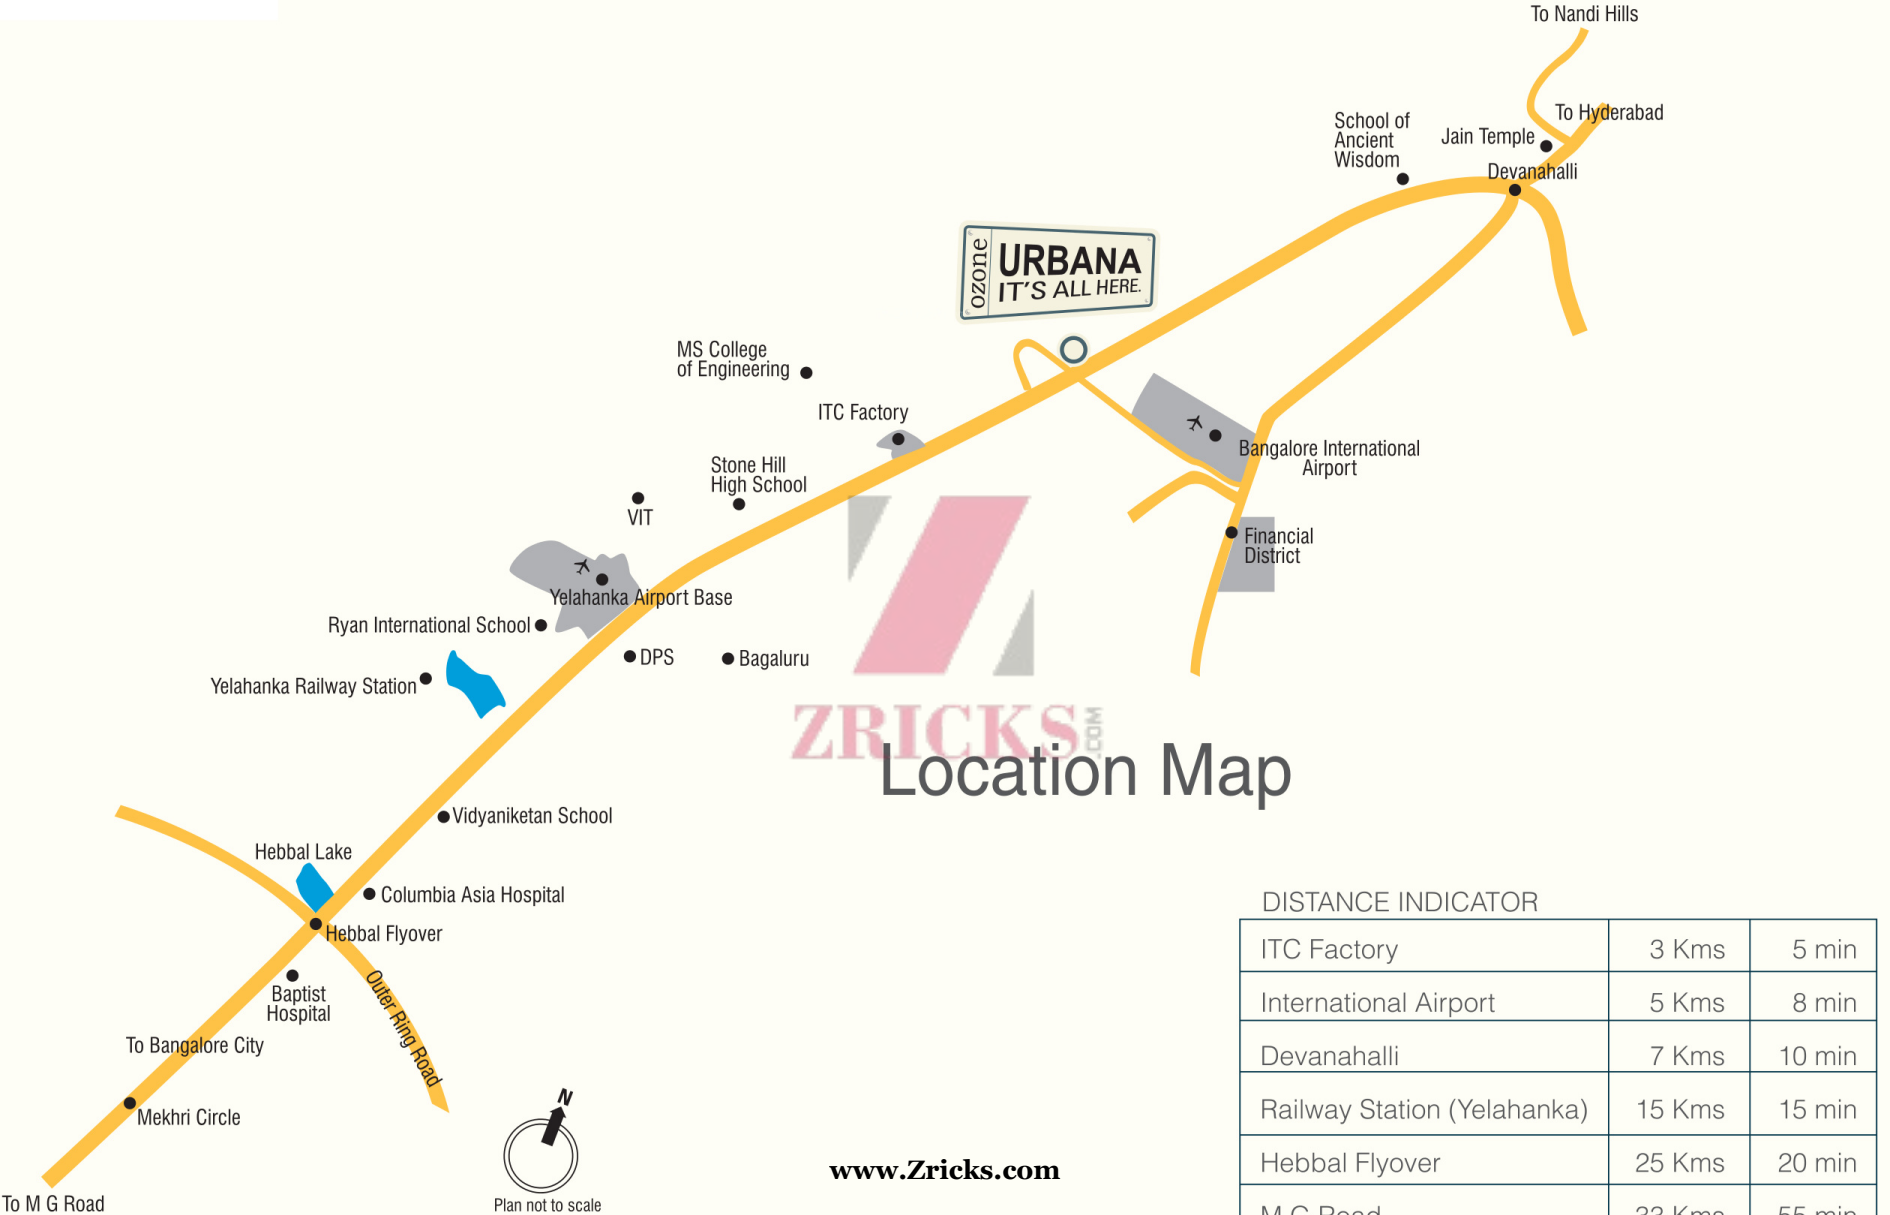 To Nandi Hills
To Hyderabad
School of
Ancient
Wisdom
Jain Temple
Devanahalli
ozone
URBANA
IT'S ALL HERE.
MS College
of Engineering
ITC Factory
Bangalore International
Airport
Stone Hill
High School
VIT
Financial
District
Yelahanka Airport Base
Ryan International School
DPS
Bagaluru
Yelahanka Railway Station
ZRICKS.COM
Location Map
Vidyaniketan School
Hebbal Lake
Columbia Asia Hospital
Hebbal Flyover
Baptist
Hospital
Outer Ring Road
To Bangalore City
Mekhri Circle
To M G Road
N
Plan not to scale
www.Zricks.com
DISTANCE INDICATOR
ITC Factory 3 Kms 5 min
International Airport 5 Kms 8 min
Devanahalli 7 Kms 10 min
Railway Station (Yelahanka) 15 Kms 15 min
Hebbal Flyover 25 Kms 20 min
M G Road 33 Kms 55 min